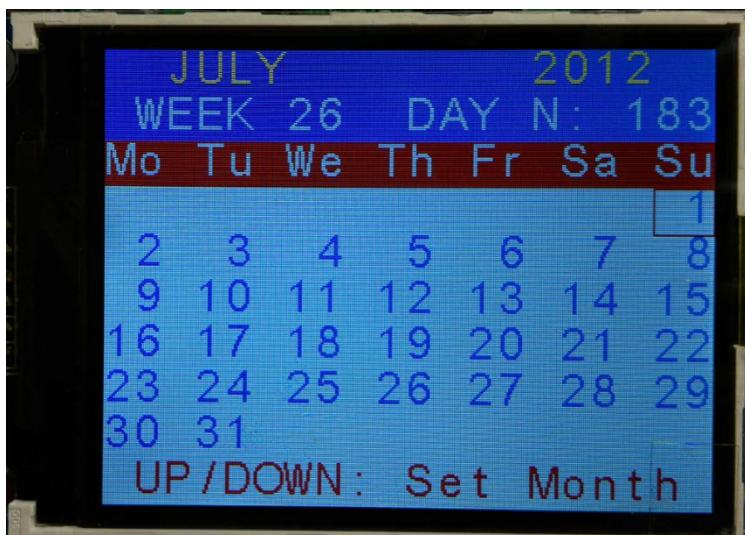 JULY 2012
WEEK 26 DAY N: 183
Mo Tu We Th Fr Sa Su
1
2 3 4 5 6 7 8
9 10 11 12 13 14 15
16 17 18 19 20 21 22
23 24 25 26 27 28 29
30 31
UP/DOWN: Set Month